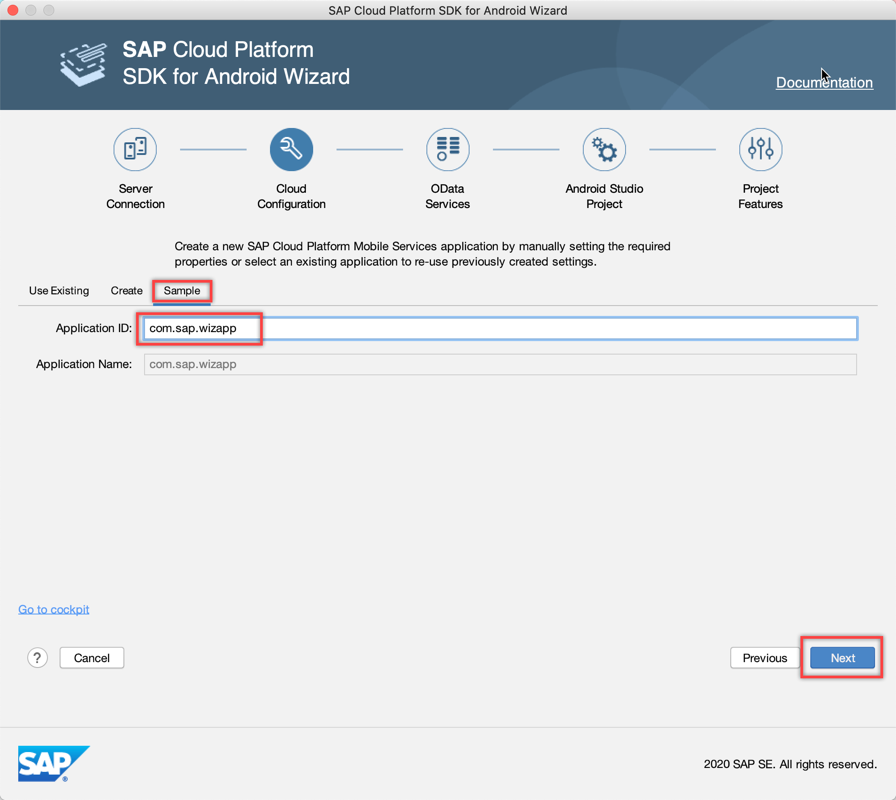 SAP Cloud Platform SDK for Android Wizard
SAP Cloud Platform
SDK for Android Wizard
Documentation
Server
Connection
Cloud
Configuration
OData
Services
Android Studio
Project
Project
Features
Create a new SAP Cloud Platform Mobile Services application by manually setting the required
properties or select an existing application to re-use previously created settings.
Use Existing
Create
Sample
Application ID:
com.sap.wizapp
Application Name:
com.sap.wizapp
Go to cockpit
?
Cancel
Previous
Next
SAP®
2020 SAP SE. All rights reserved.